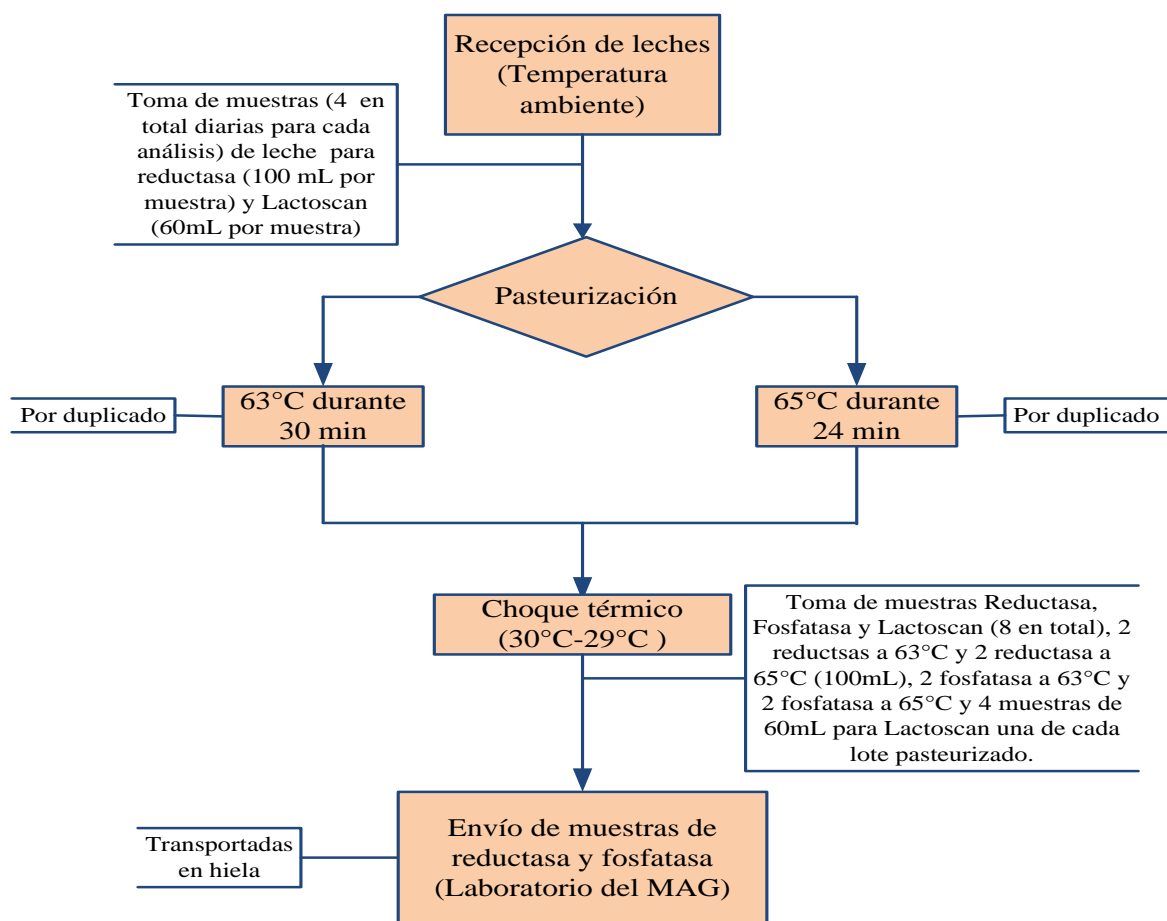 Recepción de leches
(Temperatura
ambiente)
Toma de muestras (4 en
total diarias para cada
análisis) de leche para
reductasa (100 mL por
muestra) y Lactoscan
(60mL por muestra)
Pasteurización
Por duplicado
63°C durante
30 min
65°C durante
24 min
Por duplicado
Choque térmico
(30°C-29°C )
Toma de muestras Reductasa,
Fosfatasa y Lactoscan (8 en total), 2
reductsas a 63°C y 2 reductasa a
65°C (100mL), 2 fosfatasa a 63°C y
2 fosfatasa a 65°C y 4 muestras de
60mL para Lactoscan una de cada
lote pasteurizado.
Transportadas
en hiela
Envío de muestras de
reductasa y fosfatasa
(Laboratorio del MAG)